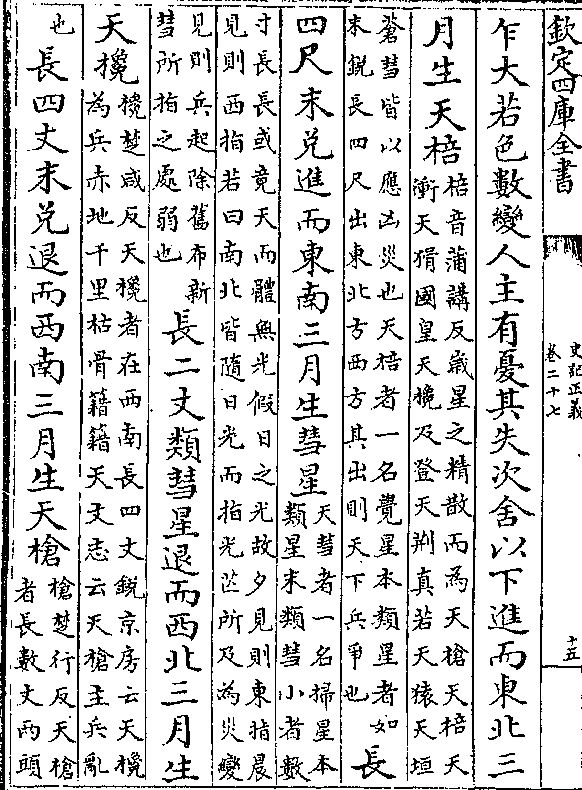 欽定四庫全書
史記正義
卷二十七
十五
乍大若色數變人主有憂其失次舍以下進而東北三
月生天棓
棓音蒲講反歲星之精散而為天槍天棓天
衝天猾國皇天欃及登天荆真若天猿天垣
蒼彗皆以應凶災也天棓者一名覺星本類星者如
末銳長四尺出東北方西方其出則天下兵爭也
長
四尺末兌進而東南三月生彗星
天彗者一名掃星本
類星末類彗小者數
寸長長或竟天而體無光假日之光故夕見則東指晨
見則西指若曰南北皆隨日光而指光芒所及為災變
見則兵起除舊布新
彗所指之處弱也
長二丈類彗星退而西北三月生
天欃
欃楚咸反天欃者在西南長四丈銳京房云天欃
為兵赤地千里枯骨籍籍天文志云天槍主兵亂
也
長四丈末兌退而西南三月生天槍
槍楚行反天槍
者長數丈兩頭